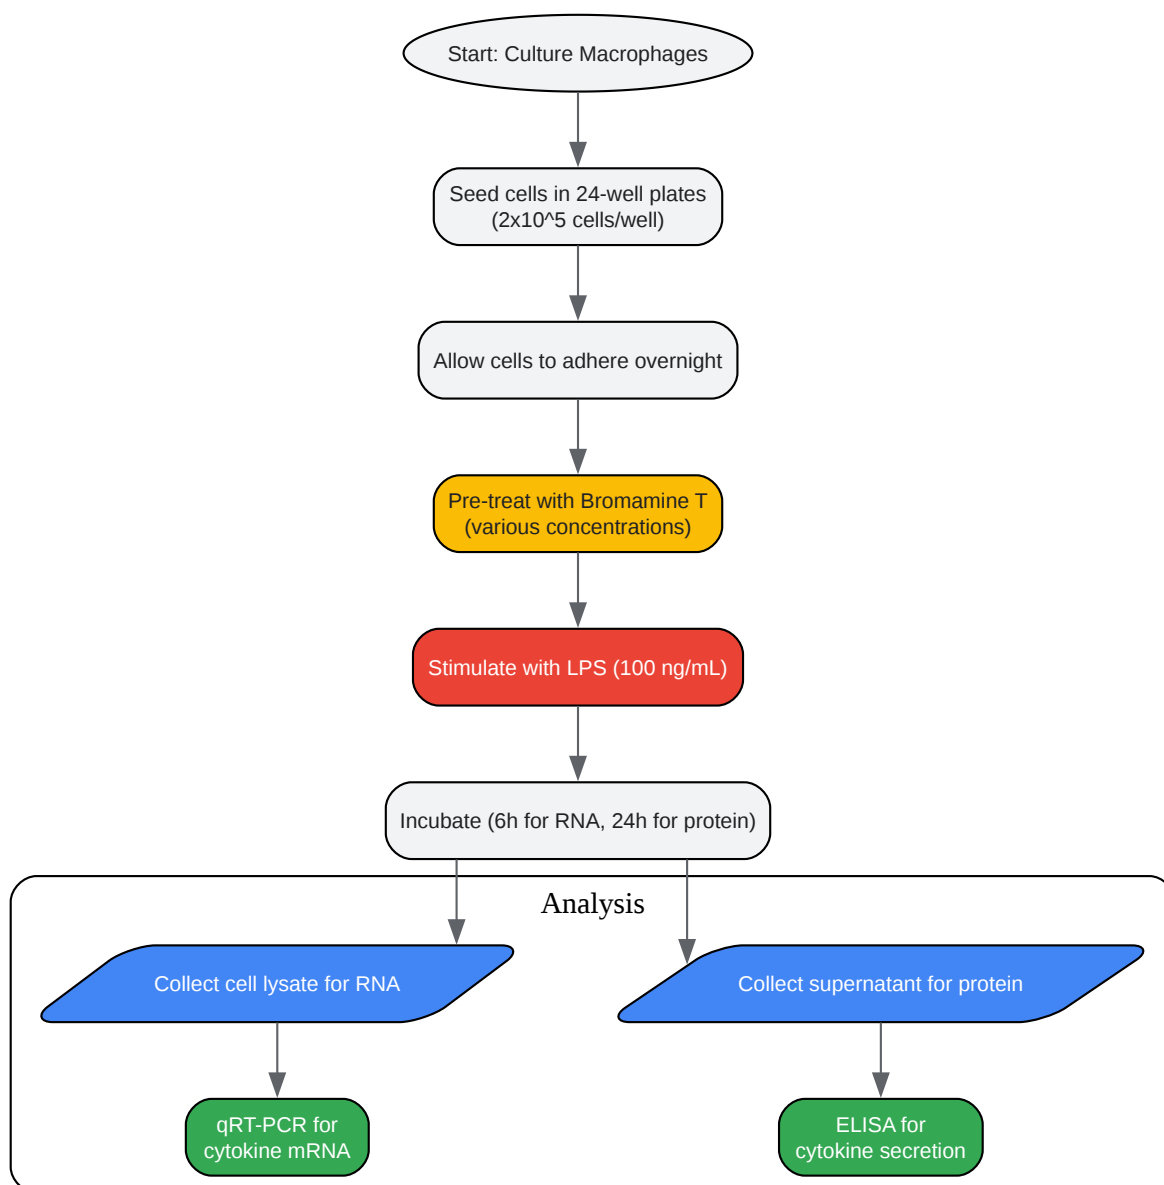 Start: Culture Macrophages
Seed cells in 24-well plates
(2x10^5 cells/well)
Allow cells to adhere overnight
Pre-treat with Bromamine T
(various concentrations)
Stimulate with LPS (100 ng/mL)
Incubate (6h for RNA, 24h for protein)
Analysis
Collect cell lysate for RNA
Collect supernatant for protein
qRT-PCR for
cytokine mRNA
ELISA for
cytokine secretion